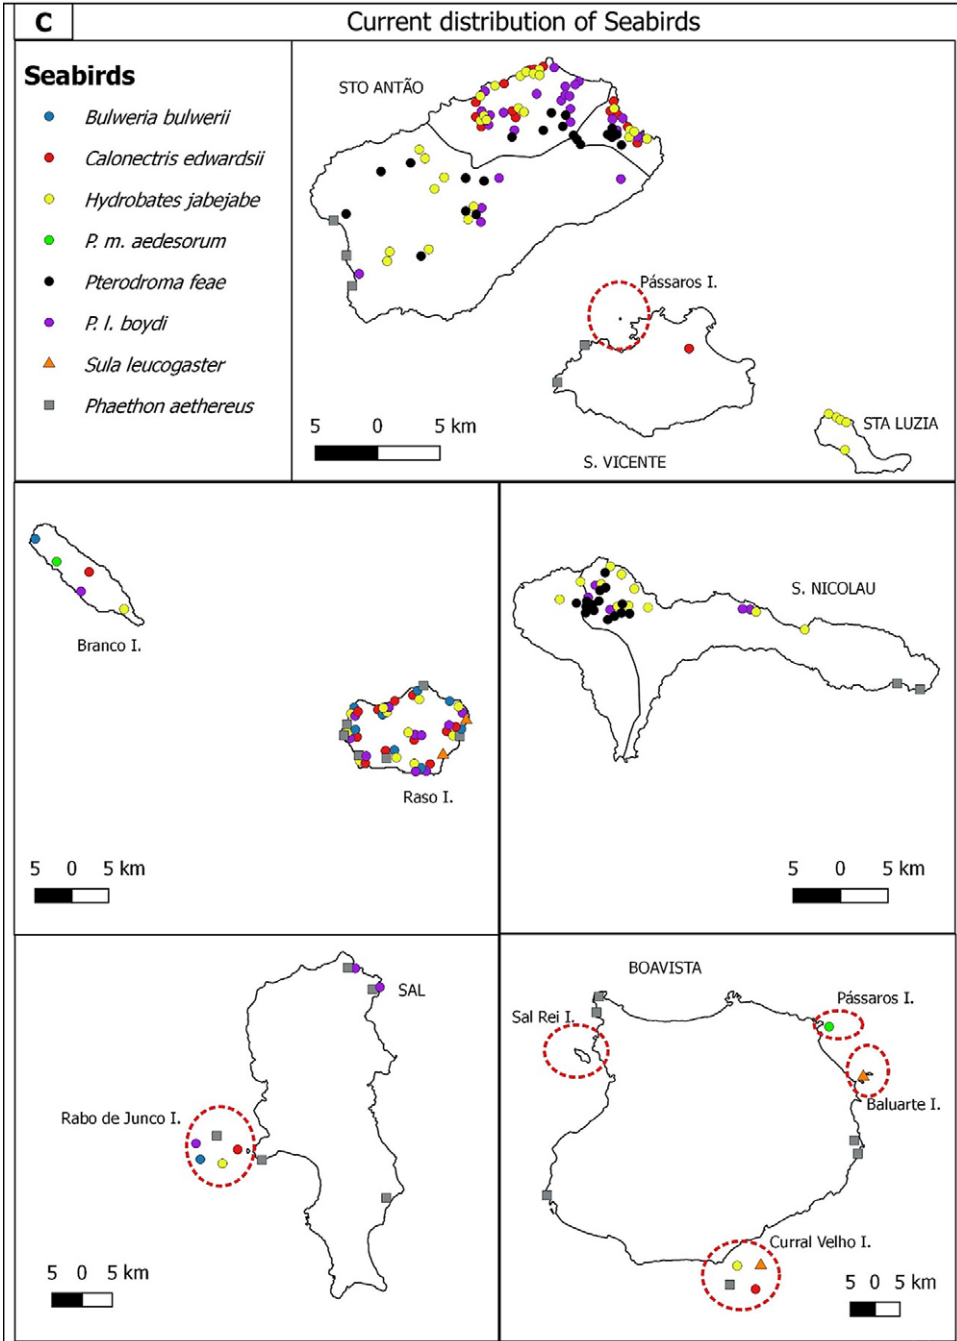 C
Current distribution of Seabirds
Seabirds
Bulweria bulwerii
Calonectris edwardsii
Hydrobates jabejabe
P. m. aedesorum
Pterodroma feae
P. l. boydi
Sula leucogaster
Phaethon aethereus
STO ANTÃO
Pássaros I.
STA LUZIA
S. VICENTE
5 0 5 km
Branco I.
Raso I.
5 0 5 km
S. NICOLAU
5 0 5 km
SAL
Rabo de Junco I.
5 0 5
BOAVISTA
Sal Rei I.
Pássaros I.
Baluarte I.
Curral Velho I.
5 0 5 km